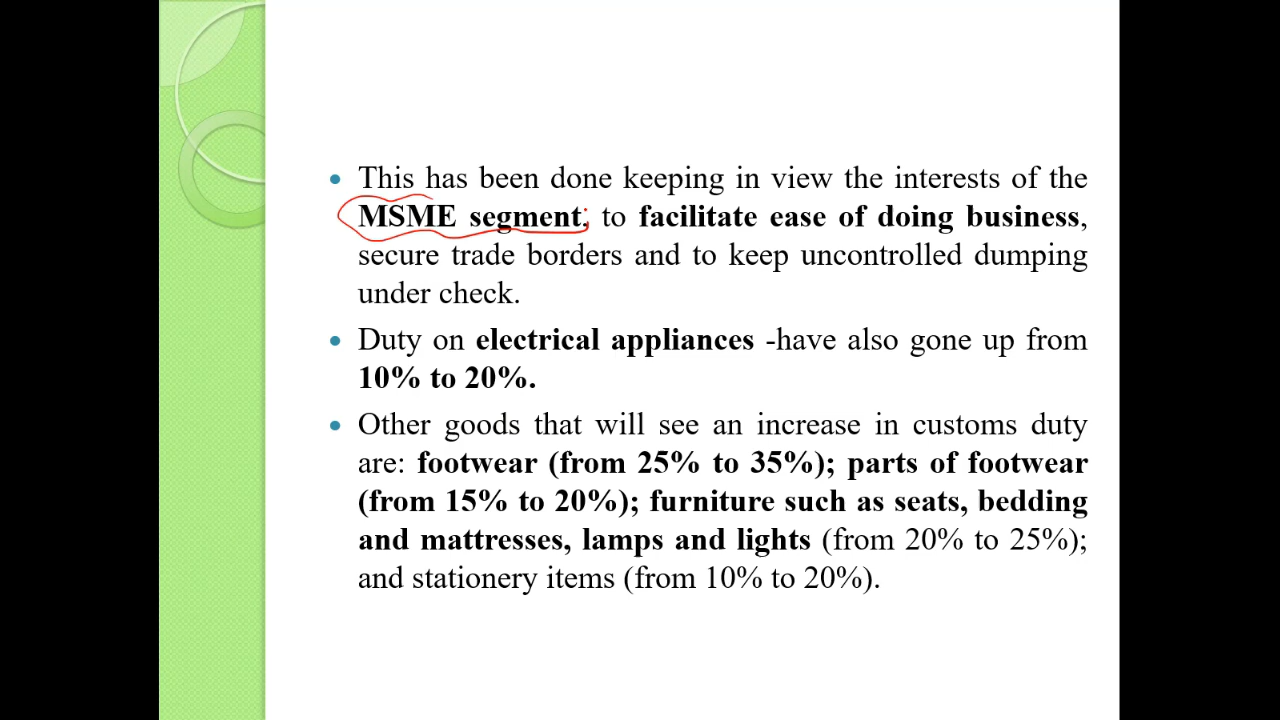 This has been done keeping in view the interests of the
MSME segment, to facilitate ease of doing business,
secure trade borders and to keep uncontrolled dumping
under check.
Duty on electrical appliances -have also gone up from
10% to 20%.
Other goods that will see an increase in customs duty
are: footwear (from 25% to 35%); parts of footwear
(from 15% to 20%); furniture such as seats, bedding
and mattresses, lamps and lights (from 20% to 25%);
and stationery items (from 10% to 20%).